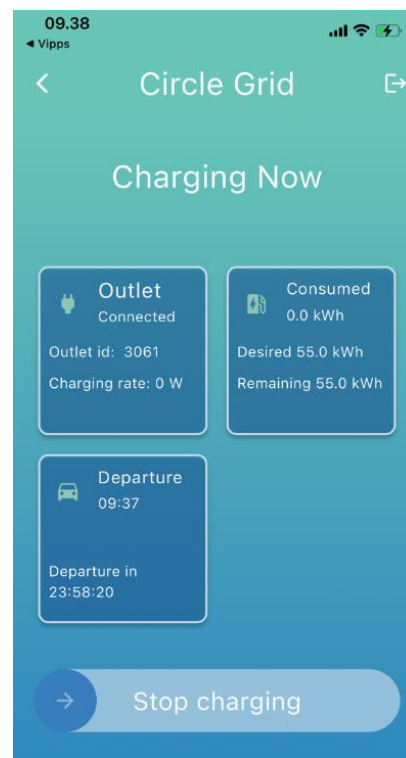 09.38
◀ Vipps
Circle Grid
Charging Now
Outlet
Connected
Outlet id: 3061
Charging rate: 0 W
Consumed
0.0 kWh
Desired 55.0 kWh
Remaining 55.0 kWh
Departure
09:37
Departure in
23:58:20
Stop charging